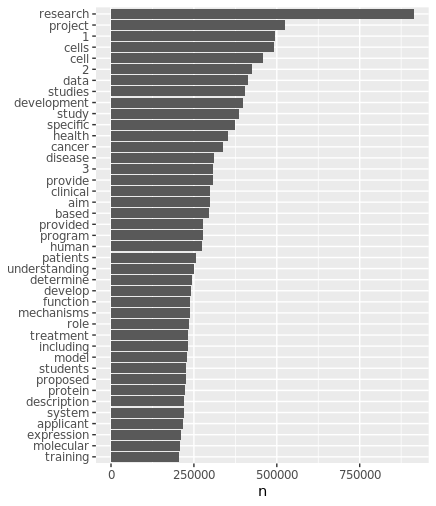 research
project
1
cells
cell
2
data
studies
development
study
specific
health
cancer
disease
3
provide
clinical
aim
based
provided
program
human
patients
understanding
determine
develop
function
mechanisms
role
treatment
including
model
students
proposed
protein
description
system
applicant
expression
molecular
training
0 250000 500000 750000
n